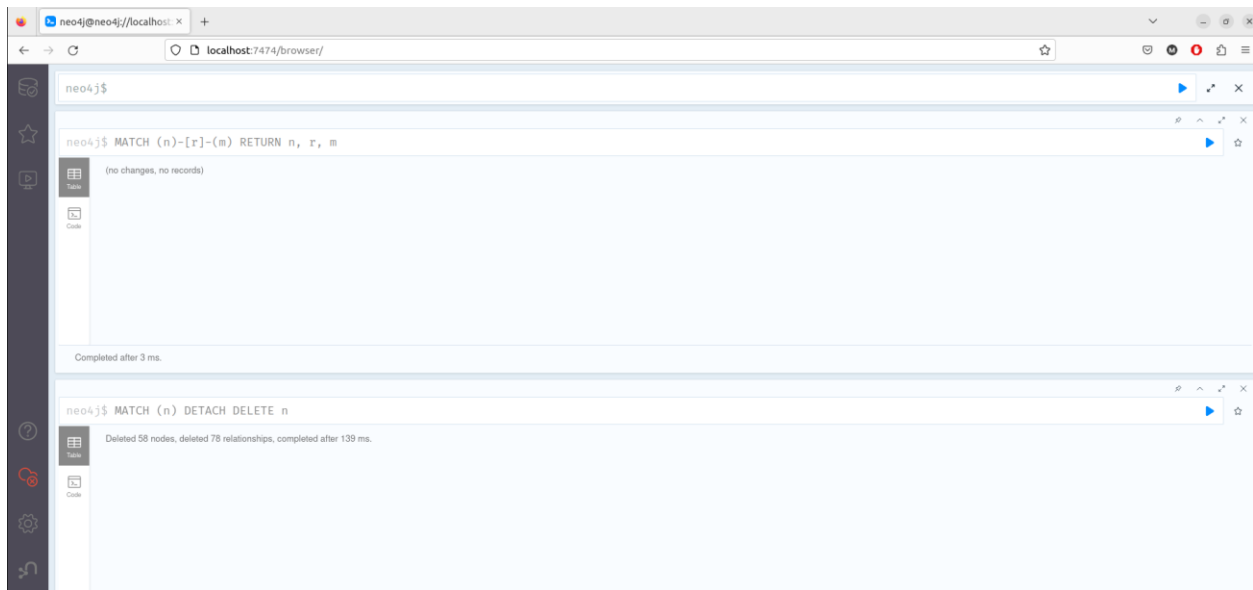 neo4j@neo4j://localhost:
localhost:7474/browser/
neo4j$
neo4j$ MATCH (n)-[r]-(m) RETURN n, r, m
Table
(no changes, no records)
Code
Completed after 3 ms.
neo4j$ MATCH (n) DETACH DELETE n
Table
Deleted 58 nodes, deleted 78 relationships, completed after 139 ms.
Code